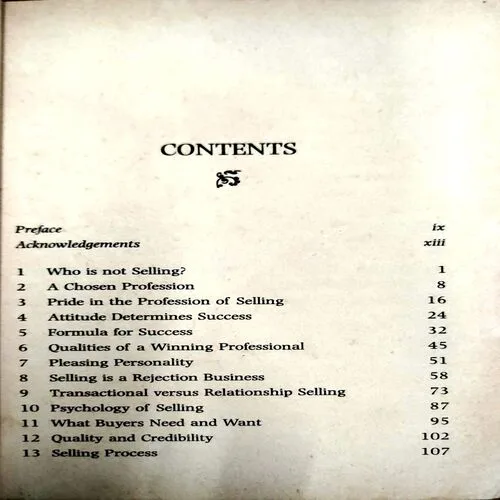 CONTENTS
Preface ix
Acknowledgements xiii
1 Who is not Selling? 1
2 A Chosen Profession 8
3 Pride in the Profession of Selling 16
4 Attitude Determines Success 24
5 Formula for Success 32
6 Qualities of a Winning Professional 45
7 Pleasing Personality 51
8 Selling is a Rejection Business 58
9 Transactional versus Relationship Selling 73
10 Psychology of Selling 87
11 What Buyers Need and Want 95
12 Quality and Credibility 102
13 Selling Process 107